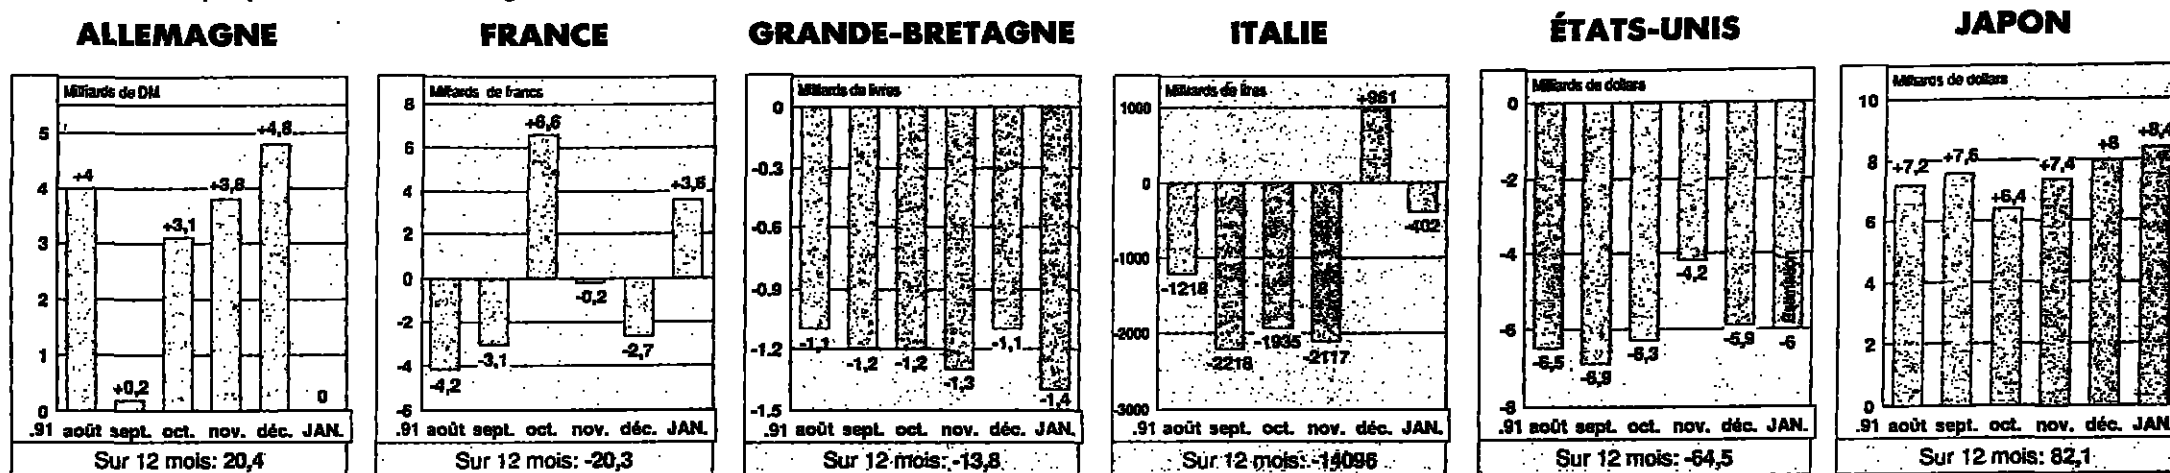 ALLEMAGNE
Milliards de DM
5
4
3
2
1
0
+4
+0,2
+3,1
+3,8
+4,8
0
.91 août sept. oct. nov. déc. JAN.
Sur 12 mois: 20,4
FRANCE
Milliards de francs
8
6
4
2
0
-2
-4
-6
-4,2
-3,1
+6,6
-0,2
-2,7
+3,6
.91 août sept. oct. nov. déc. JAN.
Sur 12 mois: -20,3
GRANDE-BRETAGNE
Milliards de livres
0
-0.3
-0.6
-0.9
-1.2
-1.5
-1,1
-1,2
-1,2
-1,3
-1,1
-1,4
.91 août sept. oct. nov. déc. JAN.
Sur 12 mois: -13,8
ITALIE
Milliards de lires
1000
0
-1000
-2000
-3000
-1218
-2218
-1935
-2117
+961
-402
.91 août sept. oct. nov. déc. JAN.
Sur 12 mois: -14096
ÉTATS-UNIS
Milliards de dollars
0
-2
-4
-6
-8
-6,5
-6,9
-6,3
-4,2
-5,9
-6
Estimation
.91 août sept. oct. nov. déc. JAN.
Sur 12 mois: -64,5
JAPON
Milliards de dollars
10
8
6
4
2
0
+7,2
+7,6
+6,4
+7,4
+8
+8,4
.91 août sept. oct. nov. déc. JAN.
Sur 12 mois: 82,1